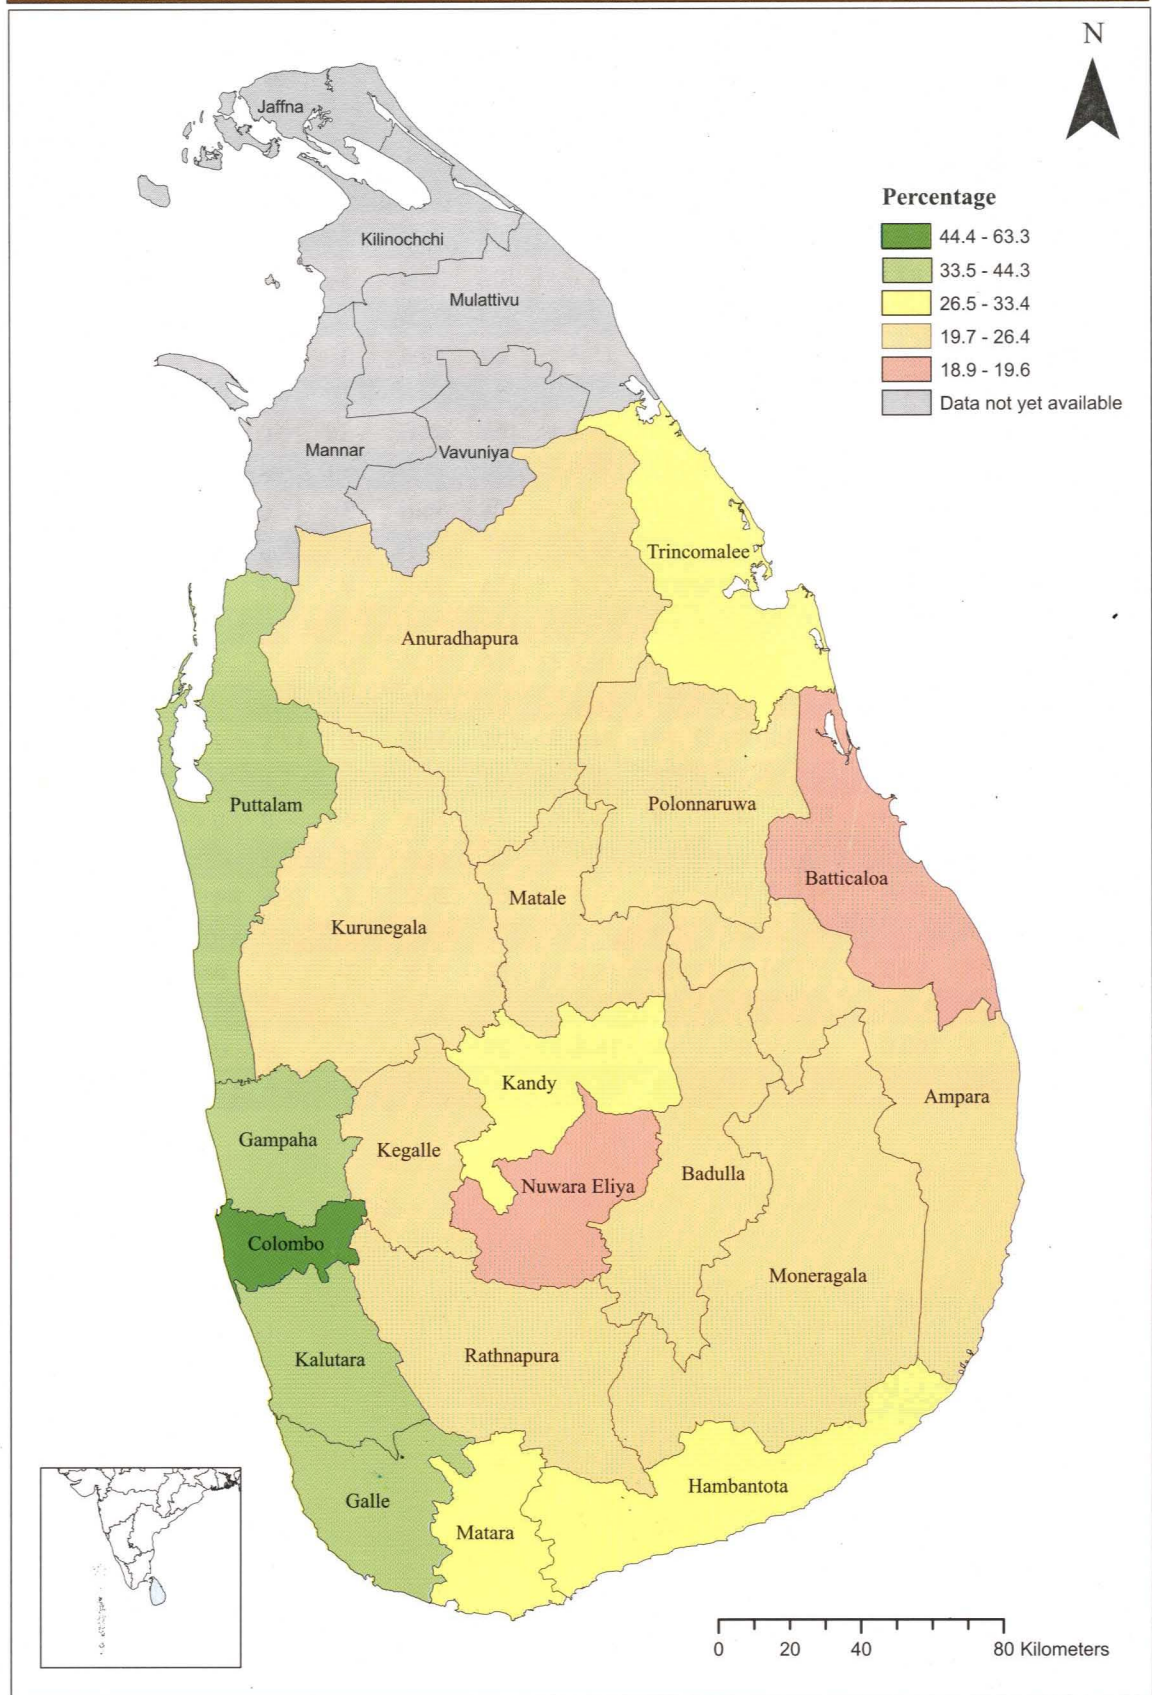 N
Jaffna
Percentage
44.4 - 63.3
33.5 - 44.3
26.5 - 33.4
19.7 - 26.4
18.9 - 19.6
Data not yet available
Kilinochchi
Mulattivu
Mannar
Vavuniya
Trincomalee
Anuradhapura
Puttalam
Polonnaruwa
Batticaloa
Matale
Kurunegala
Kandy
Ampara
Gampaha
Kegalle
Badulla
Nuwara Eliya
Colombo
Moneragala
Kalutara
Rathnapura
Hambantota
Galle
Matara
0 20 40 80 Kilometers